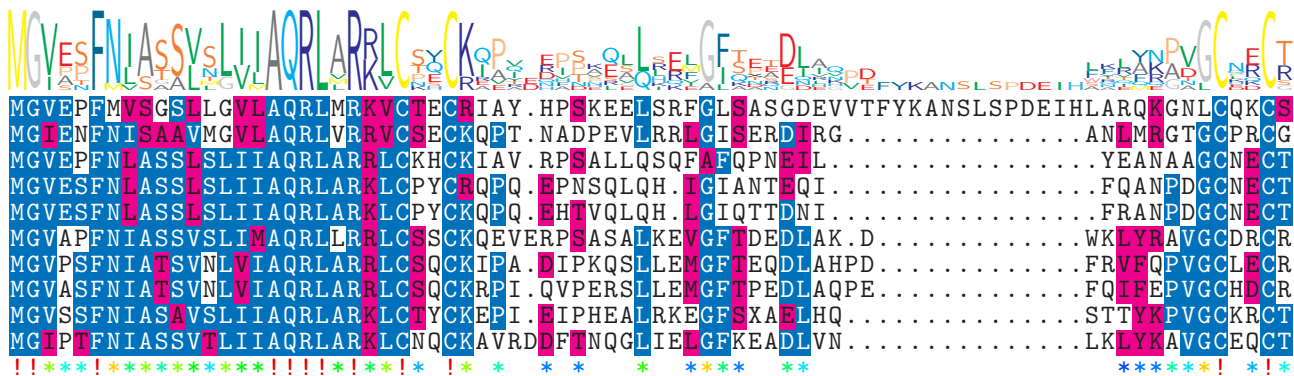 MGVEPFMVSGSLLGVLAQRLMRKVCTECRIAY.HPSKEELSRFGLSASGDEVVTFYKANSLSPDEIHLARQKGNLCQKCS
MGIENFNISAAVMGVLAQRLVRRVCSECKQPT.NADPEVLRRLGISERDIRG...............ANLMRGTGCPRCG
MGVEPFNLASSLSLIIAQRLARRLCKHCKIAV.RPSALLQSQFAFQPNEIL.................YEANAAGCNECT
MGVESFNLASSLSLIIAQRLARKLCPYCRQPQ.EPNSQLQH.IGIANTEQI.................FQANPDGCNECT
MGVESFNLASSLSLIIAQRLARKLCPYCKQPQ.EHTVQLQH.LGIQTTDNI.................FRANPDGCNECT
MGVAPFNIASSVSLIMAQRLLRRLCSSCKQEVERPSASALKEVGFTDEDLAK.D.............WKLYRAVGCDRCR
MGVPSFNIATSVNLVIAQRLARRLCSQCKIPA.DIPKQSLLEMGFTEQDLAHPD.............FRVFQPVGCLECR
MGVASFNIATSVNLVIAQRLARRLCSQCKRPI.QVPERSLLEMGFTPEDLAQPE.............FQIFEPVGCHDCR
MGVSSFNIASAVSLIIAQRLARKLCTYCKEPI.EIPHEALRKEGFSXAELHQ...............STTYKPVGCKRCT
MGIPTFNIASSVTLIIAQRLARKLCNQCKAVRDDFTNQGLIELGFKEADLVN...............LKLYKAVGCEQCT
!!***!**********!!!!****!* !* *  * *   *  ****  **                   ******! *!*